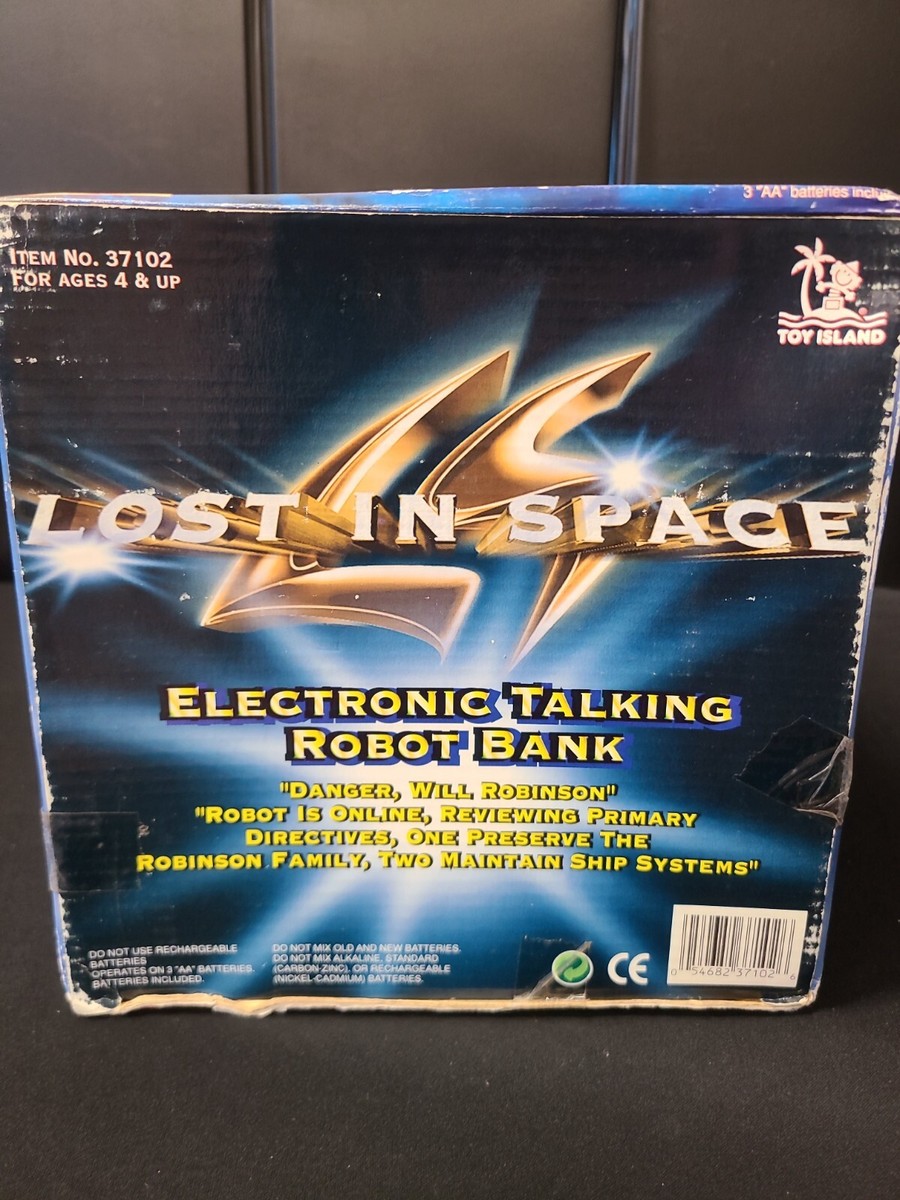 3 "AA" batteries
ITEM NO. 37102
FOR AGES 4 & UP
TOY ISLAND
LOST IN SPACE
ELECTRONIC TALKING
ROBOT BANK
"DANGER, WILL ROBINSON"
"ROBOT IS ONLINE, REVIEWING PRIMARY
DIRECTIVES, ONE PRESERVE THE
ROBINSON FAMILY, TWO MAINTAIN SHIP SYSTEMS"
DO NOT USE RECHARGEABLE
BATTERIES
OPERATES ON 3 "AA" BATTERIES.
BATTERIES INCLUDED.
DO NOT MIX OLD AND NEW BATTERIES.
DO NOT MIX ALKALINE, STANDARD
(CARBON-ZINC), OR RECHARGEABLE
(NICKEL-CADMIUM) BATTERIES.
CE
0 54682 37102 6